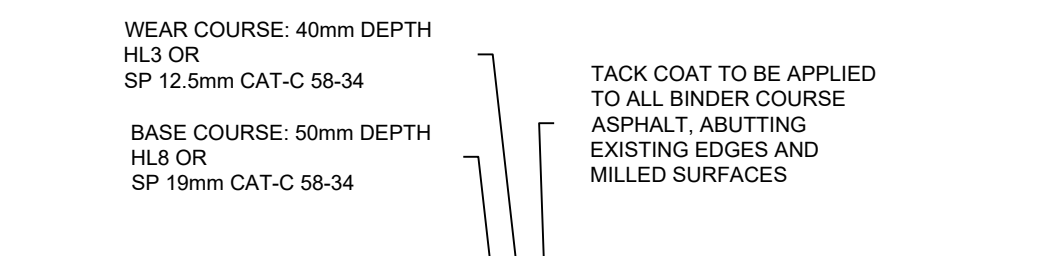 WEAR COURSE: 40mm DEPTH
HL3 OR
SP 12.5mm CAT-C 58-34
BASE COURSE: 50mm DEPTH
HL8 OR
SP 19mm CAT-C 58-34
TACK COAT TO BE APPLIED
TO ALL BINDER COURSE
ASPHALT, ABUTTING
EXISTING EDGES AND
MILLED SURFACES